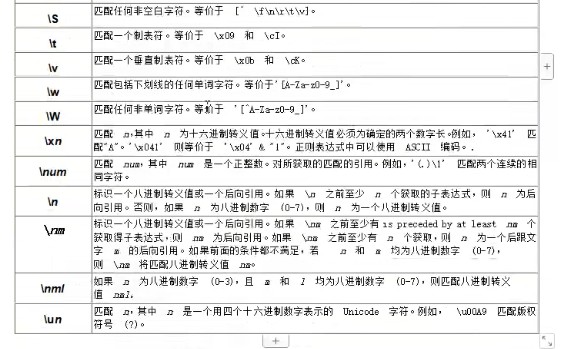 \S 匹配任何非空白字符。等价于 [^ \f\n\r\t\v]。
\t 匹配一个制表符。等价于 \x09 和 \cI。
\v 匹配一个垂直制表符。等价于 \x0b 和 \cK。
\w 匹配包括下划线的任何单词字符。等价于'[A-Za-z0-9_]'。
\W 匹配任何非单词字符。等价于 '[^A-Za-z0-9_]'。
\xn 匹配 n,其中 n 为十六进制转义值。十六进制转义值必须为确定的两个数字长。例如, '\x41' 匹
配"A"。'\x041' 则等价于 '\x04' & "1"。正则表达式中可以使用 ASCII 编码。.
\num 匹配 num,其中 num 是一个正整数。对所获取的匹配的引用。例如,'(.)\1' 匹配两个连续的相
同字符。
\n 标识一个八进制转义值或一个后向引用。如果 \n 之前至少 n 个获取的子表达式,则 n 为后
向引用。否则,如果 n 为八进制数字 (0-7),则 n 为一个八进制转义值。
\nm 标识一个八进制转义值或一个后向引用。如果 \nm 之前至少有 is preceded by at least nm 个
获取得子表达式,则 nm 为后向引用。如果 \nm 之前至少有 n 个获取,则 n 为一个后跟文
字 m 的后向引用。如果前面的条件都不满足,若 n 和 m 均为八进制数字 (0-7),
则 \nm 将匹配八进制转义值 nm。
\nml 如果 n 为八进制数字 (0-3),且 m 和 l 均为八进制数字 (0-7),则匹配八进制转义
值 nml。
\un 匹配 n,其中 n 是一个用四个十六进制数字表示的 Unicode 字符。例如, \u00A9 匹配版权
符号 (?)。